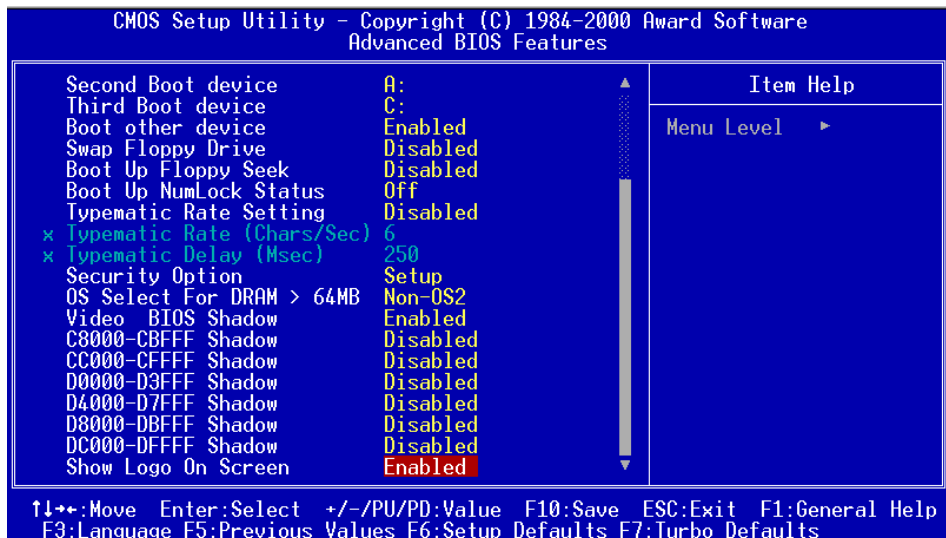 CMOS Setup Utility – Copyright (C) 1984-2000 Award Software
Advanced BIOS Features
Second Boot device A:
Third Boot device C:
Boot other device Enabled
Swap Floppy Drive Disabled
Boot Up Floppy Seek Disabled
Boot Up NumLock Status Off
Typematic Rate Setting Disabled
x Typematic Rate (Chars/Sec) 6
x Typematic Delay (Msec) 250
Security Option Setup
OS Select For DRAM > 64MB Non-OS2
Video BIOS Shadow Enabled
C8000-CBFFF Shadow Disabled
CC000-CFFFF Shadow Disabled
D0000-D3FFF Shadow Disabled
D4000-D7FFF Shadow Disabled
D8000-DBFFF Shadow Disabled
DC000-DFFFF Shadow Disabled
Show Logo On Screen Enabled
Item Help
Menu Level ►
↑↓→←:Move Enter:Select +/-/PU/PD:Value F10:Save ESC:Exit F1:General Help
F3:Language F5:Previous Values F6:Setup Defaults F7:Turbo Defaults